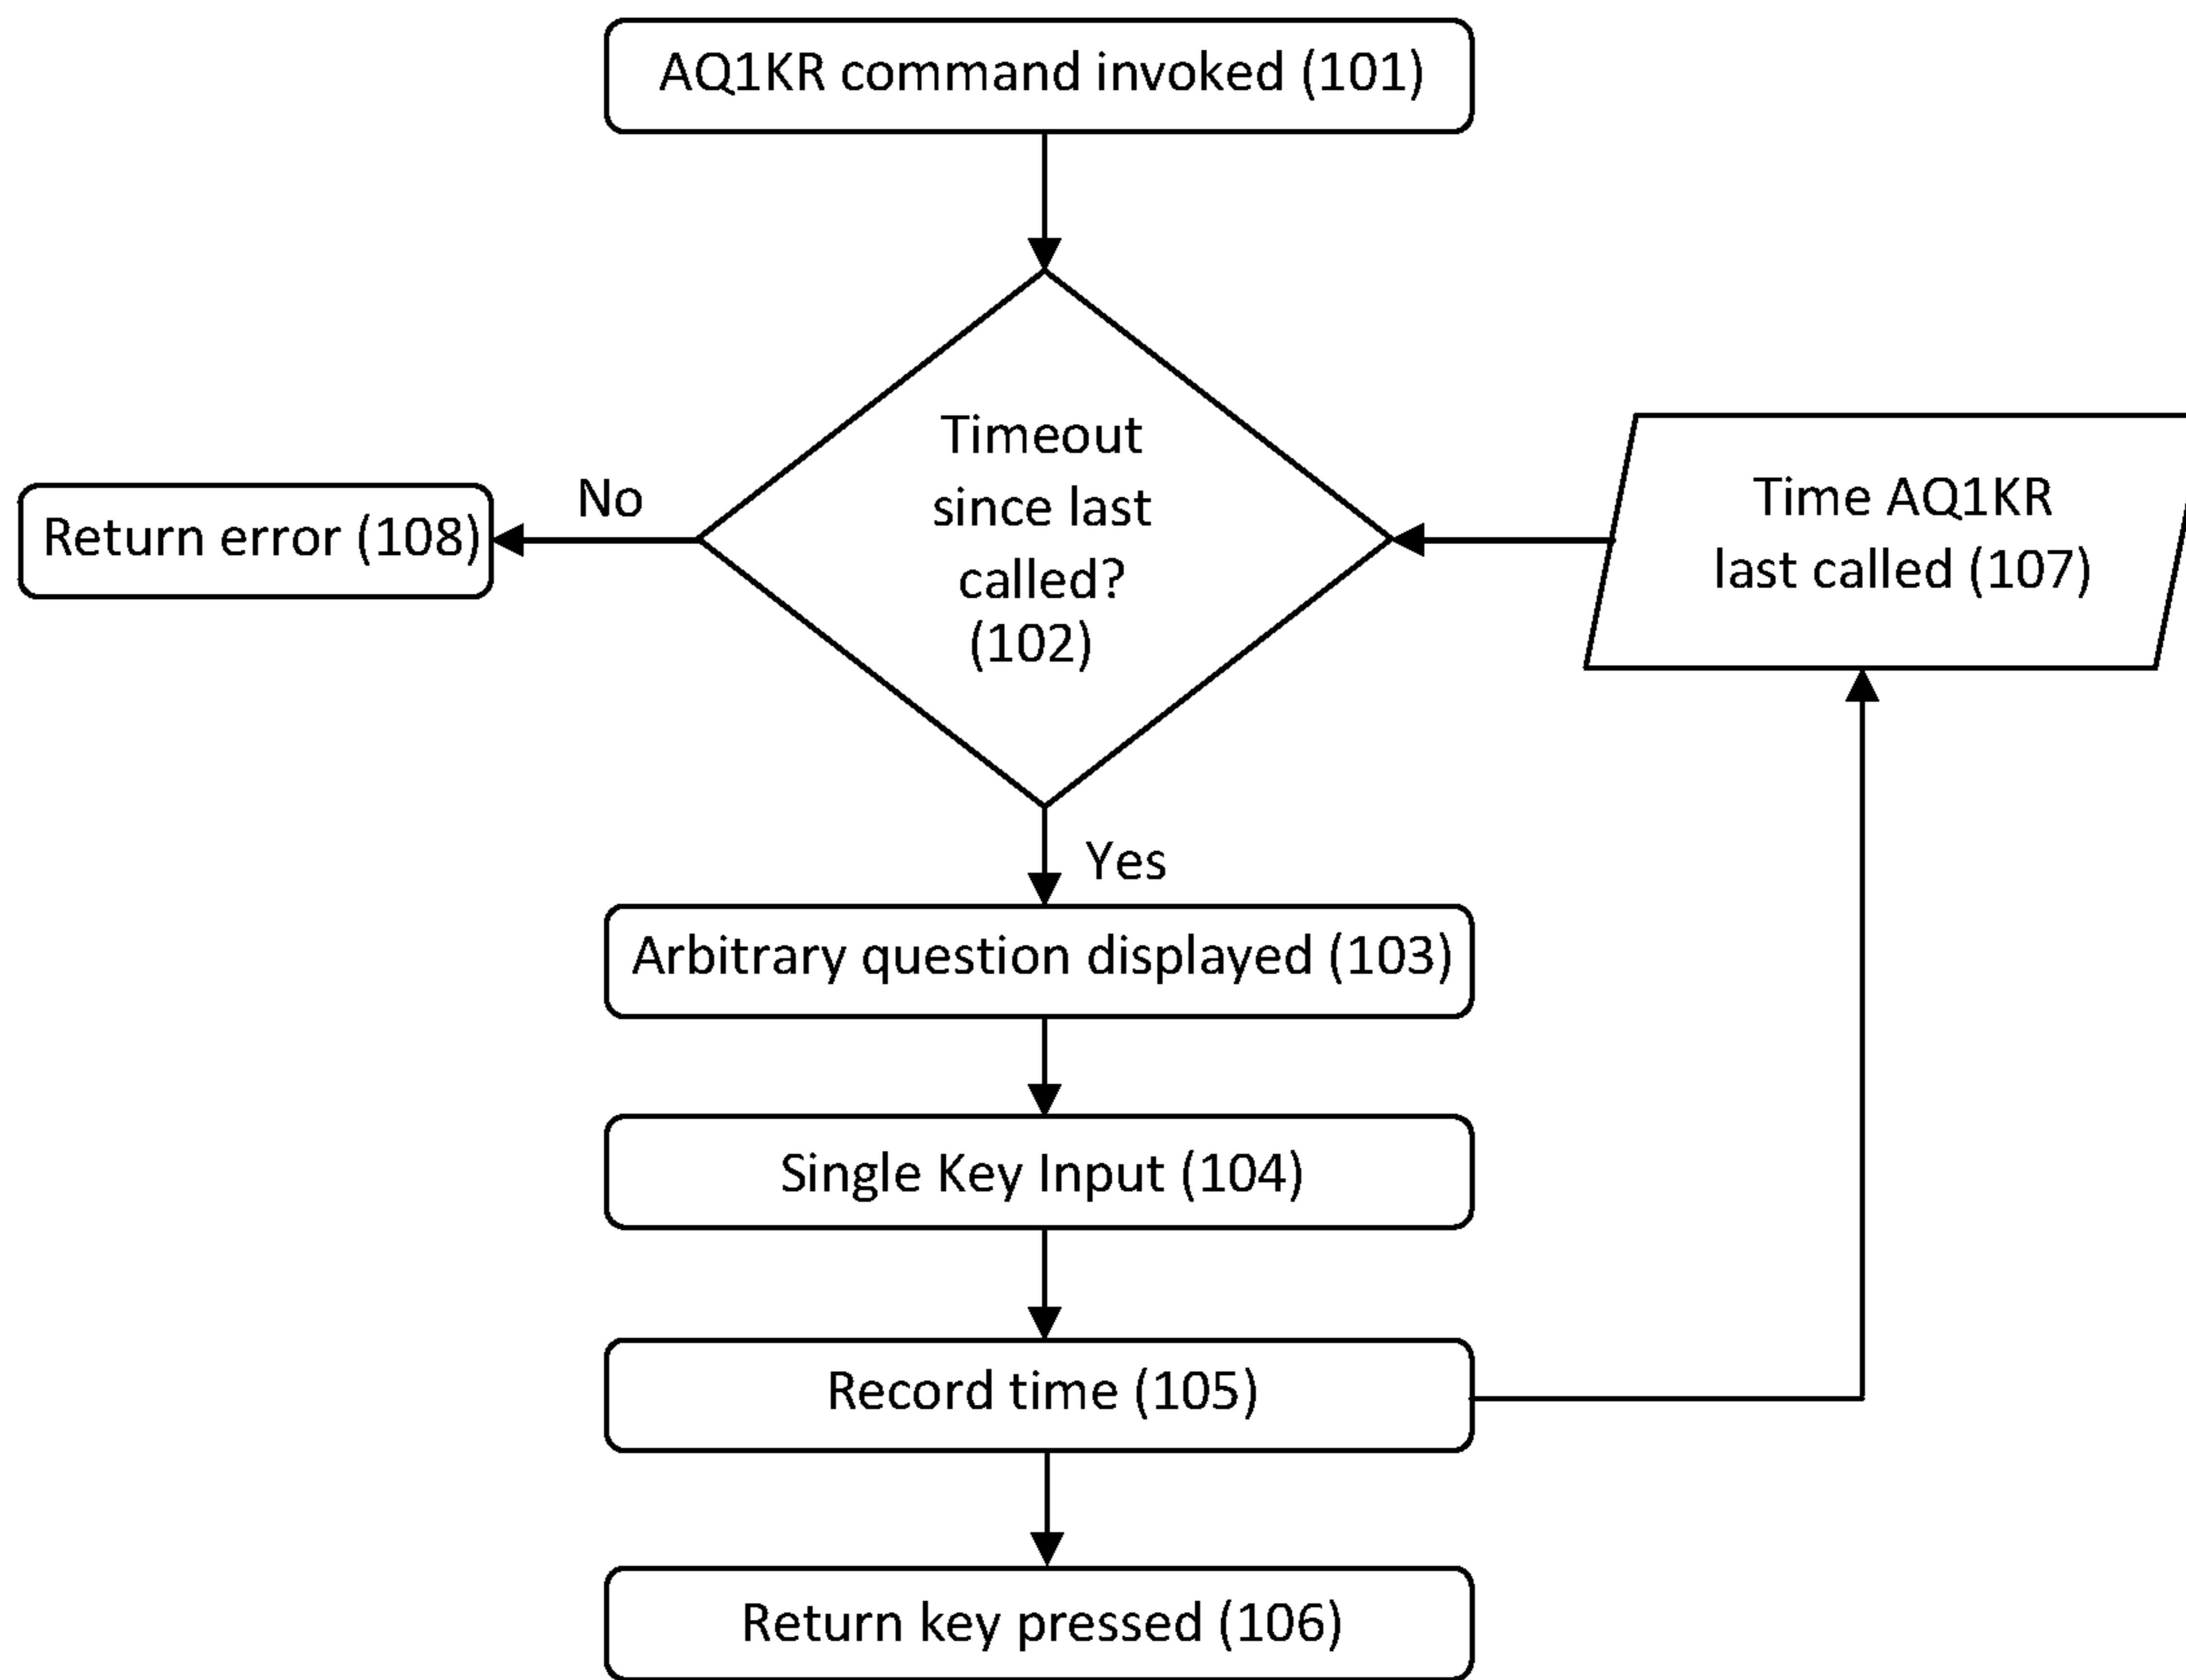 AQ1KR command invoked (101)
Timeout
since last
called?
(102)
No
Return error (108)
Time AQ1KR
last called (107)
Yes
Arbitrary question displayed (103)
Single Key Input (104)
Record time (105)
Return key pressed (106)